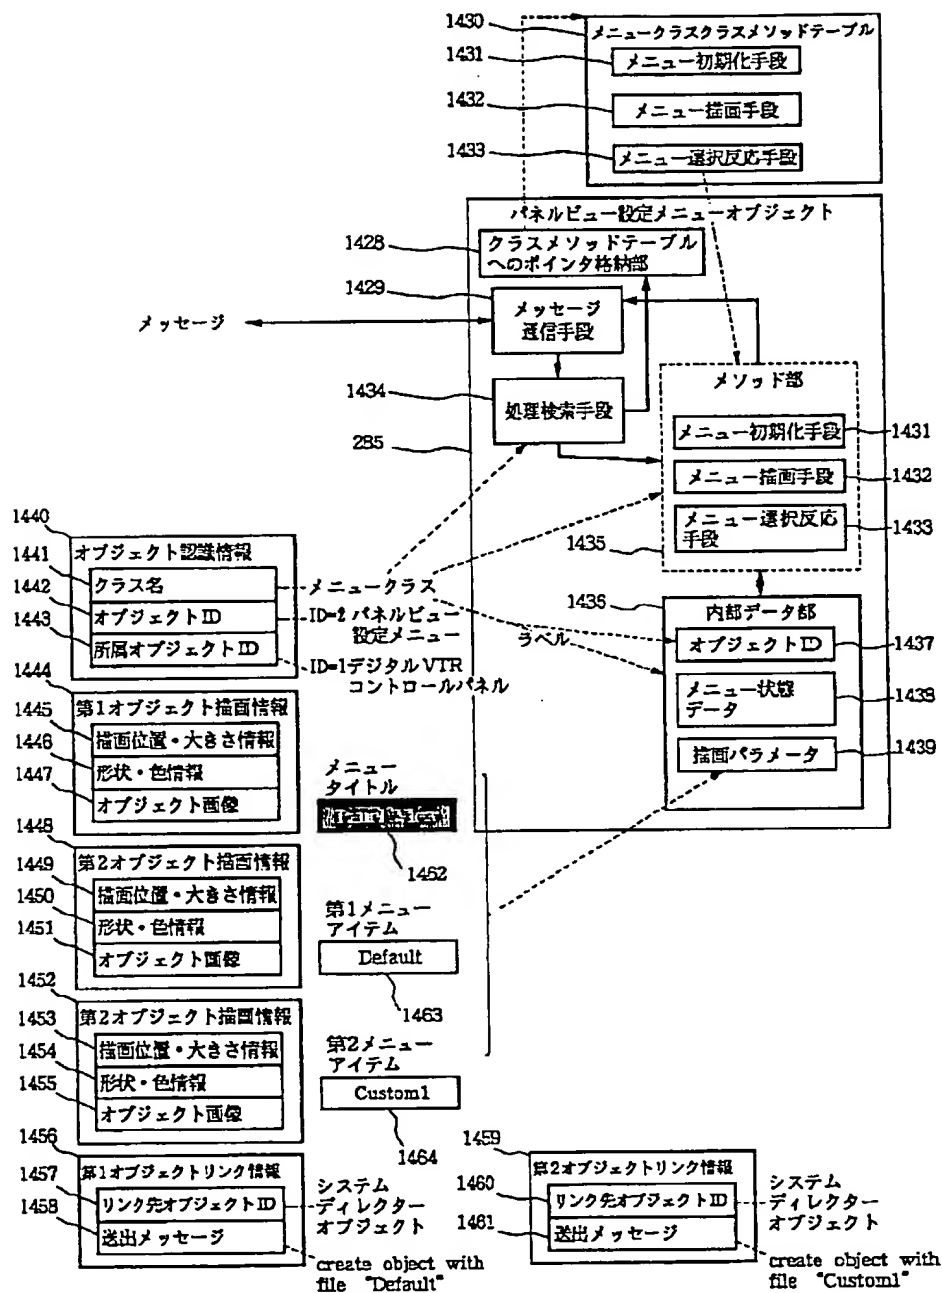 1430
メニュークラスクラスメソッドテーブル
1431
メニュー初期化手段
1432
メニュー描画手段
1433
メニュー選択反応手段
パネルビュー設定メニューオブジェクト
1428
クラスメソッドテーブル
へのポインタ格納部
1429
メッセージ
通信手段
メッセージ
1434
処理検索手段
285
メソッド部
メニュー初期化手段
1431
メニュー描画手段
1432
メニュー選択反応
手段
1433
1435
1436
内部データ部
オブジェクトID
1437
メニュー状態
データ
1438
描画パラメータ
1439
1440
オブジェクト認識情報
1441
クラス名
メニュークラス
1442
オブジェクトID
ID=2 パネルビュー
設定メニュー
ラベル
1443
所属オブジェクトID
ID=1デジタルVTR
コントロールパネル
1444
第1オブジェクト描画情報
1445
描画位置・大きさ情報
1446
形状・色情報
1447
オブジェクト画像
メニュー
タイトル
1462
1448
第2オブジェクト描画情報
1449
描画位置・大きさ情報
1450
形状・色情報
1451
オブジェクト画像
第1メニュー
アイテム
Default
1463
1452
第2オブジェクト描画情報
1453
描画位置・大きさ情報
1454
形状・色情報
1455
オブジェクト画像
第2メニュー
アイテム
Custom1
1464
1456
第1オブジェクトリンク情報
1457
リンク先オブジェクトID
1458
送出メッセージ
システム
ディレクター
オブジェクト
create object with
file "Default"
1459
第2オブジェクトリンク情報
1460
リンク先オブジェクトID
1461
送出メッセージ
システム
ディレクター
オブジェクト
create object with
file "Custom1"